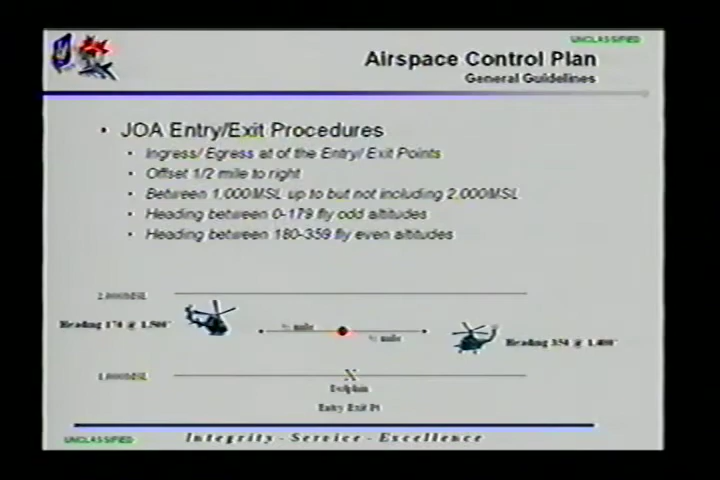 UNCLASSIFIED
Airspace Control Plan
General Guidelines
• JOA Entry/Exit Procedures
• Ingress/ Egress at of the Entry/ Exit Points
• Offset 1/2 mile to right
• Between 1,000MSL up to but not including 2,000MSL
• Heading between 0-179 fly odd altitudes
• Heading between 180-359 fly even altitudes
2,000MSL
Heading 170 @ 1,500'
½ mile
½ mile
Heading 350 @ 1,400'
1,000MSL
X
Dolphin
Entry Exit Pt
Integrity - Service - Excellence
UNCLASSIFIED